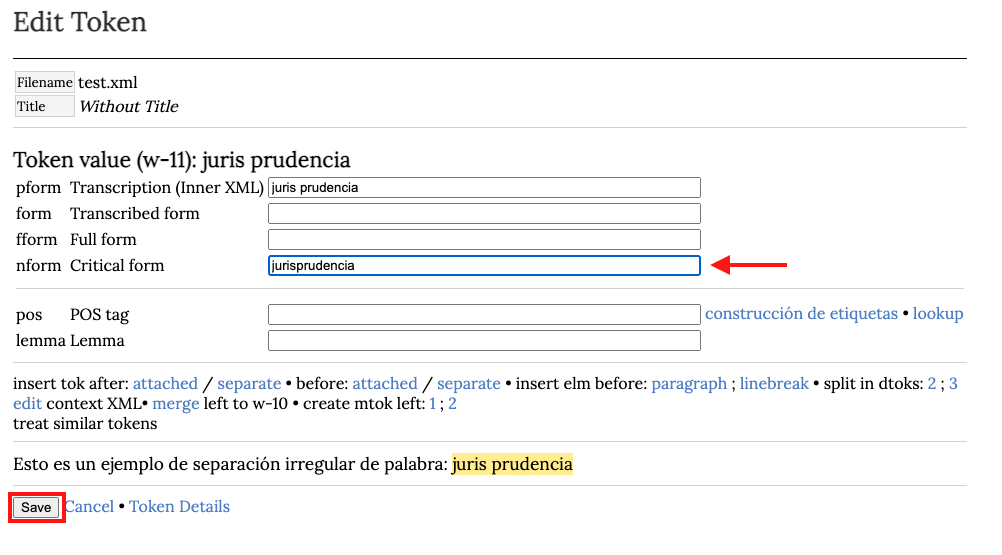 Edit Token
Filename test.xml
Title Without Title
Token value (w-11): juris prudencia
pform Transcription (Inner XML) juris prudencia
form Transcribed form
fform Full form
nform Critical form jurisprudencia
pos POS tag construcción de etiquetas • lookup
lemma Lemma
insert tok after: attached / separate • before: attached / separate • insert elm before: paragraph ; linebreak • split in dtoks: 2 ; 3
edit context XML• merge left to w-10 • create mtok left: 1 ; 2
treat similar tokens
Esto es un ejemplo de separación irregular de palabra: juris prudencia
Save Cancel • Token Details